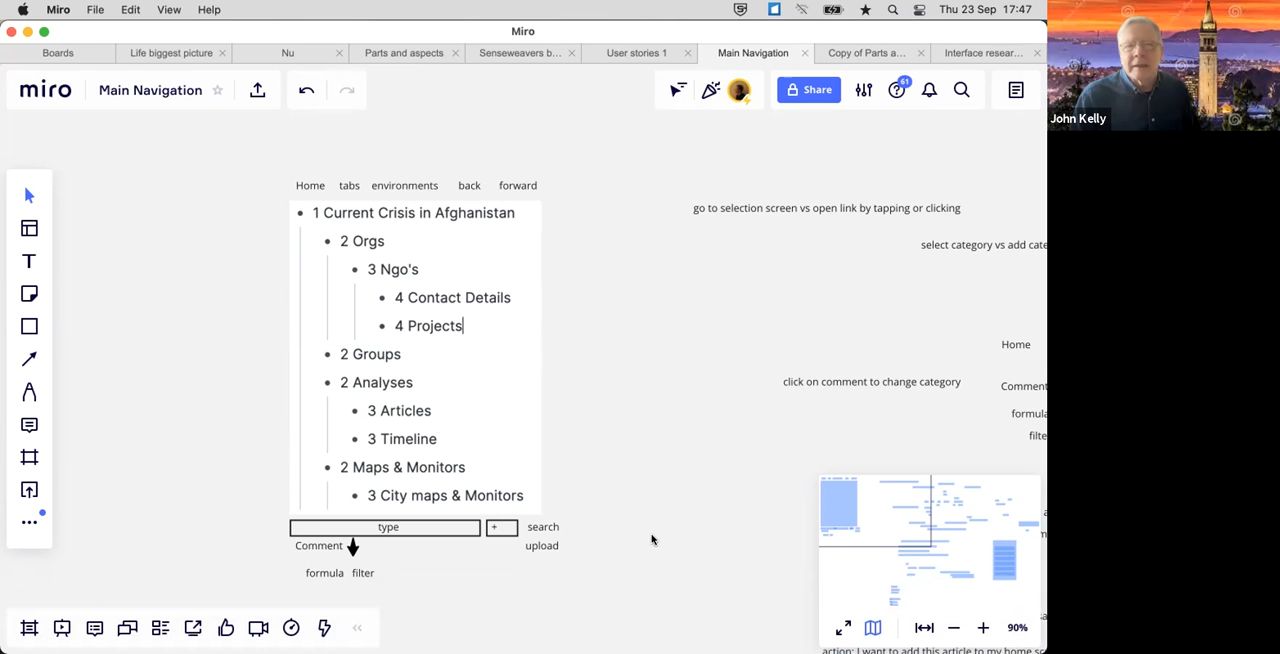 Miro File Edit View Help Thu 23 Sep 17:47
Miro
Boards Life biggest picture Nu Parts and aspects Senseweavers b... User stories 1 Main Navigation Copy of Parts a... Interface resear...
miro Main Navigation Share 61
John Kelly
Home tabs environments back forward
1 Current Crisis in Afghanistan
go to selection screen vs open link by tapping or clicking
2 Orgs
select category vs add cate
3 Ngo's
4 Contact Details
4 Projects
Home
2 Groups
2 Analyses
click on comment to change category
Comment
3 Articles
formula
3 Timeline
filte
2 Maps & Monitors
3 City maps & Monitors
type + search
Comment upload
formula filter
90%
action: I want to add this article to my home sc